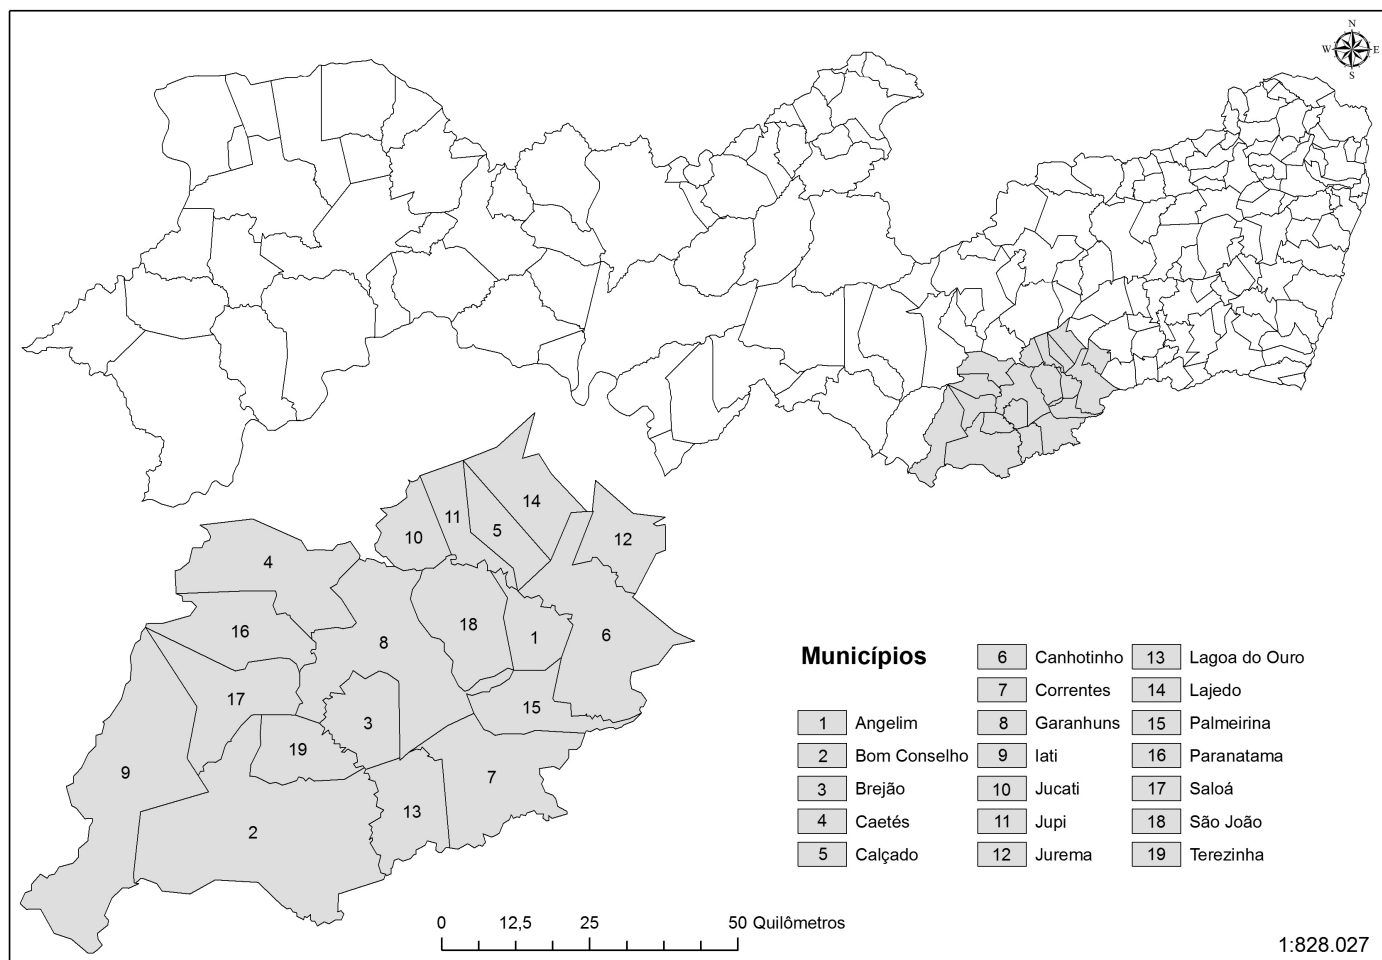 N
W E
S
14
11
5
10
12
4
16
18
1
6
8
17
15
3
19
9
7
13
2
Municípios
1 Angelim
2 Bom Conselho
3 Brejão
4 Caetés
5 Calçado
6 Canhotinho
7 Correntes
8 Garanhuns
9 Iati
10 Jucati
11 Jupi
12 Jurema
13 Lagoa do Ouro
14 Lajedo
15 Palmeirina
16 Paranatama
17 Saloá
18 São João
19 Terezinha
0 12,5 25 50 Quilômetros
1:828.027